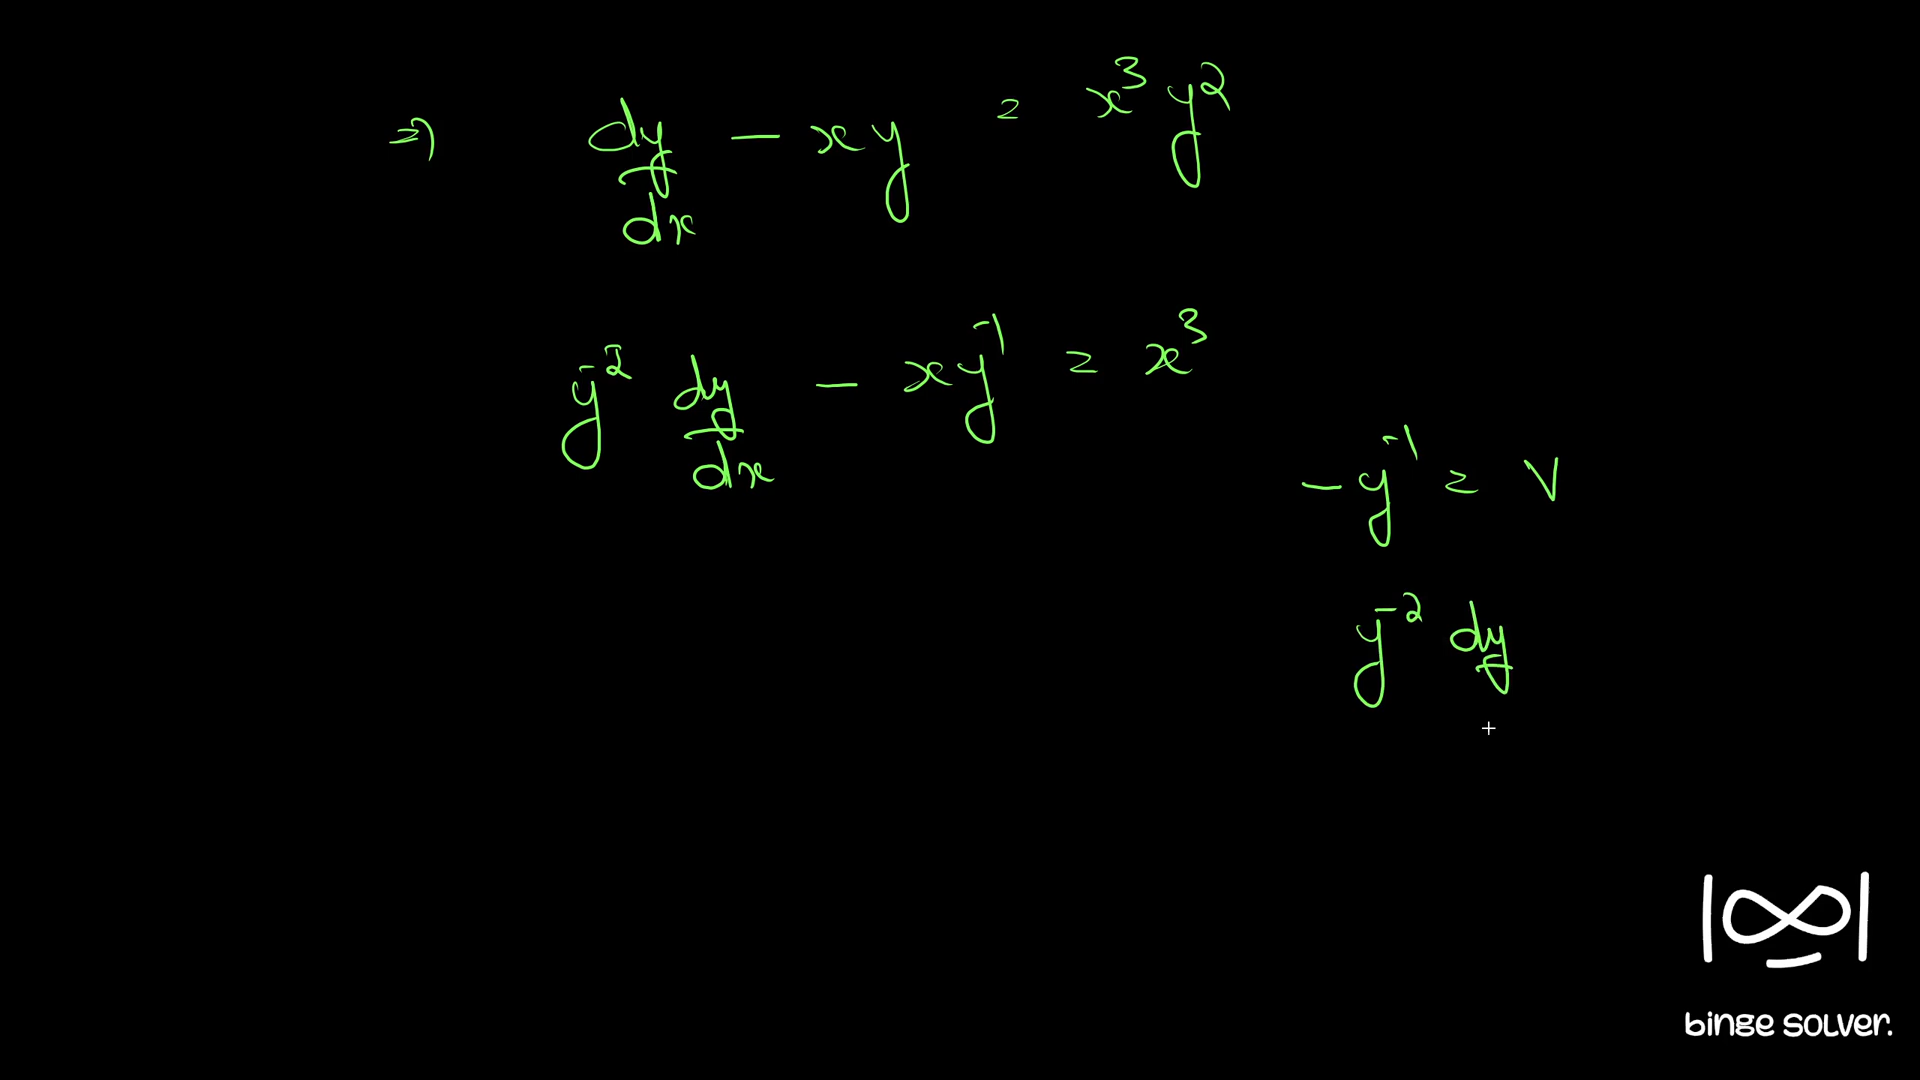 ⇒ dy/dx - xy = x³y²
y⁻² dy/dx - xy⁻¹ = x³
-y⁻¹ = V
y⁻² dy
binge solver.